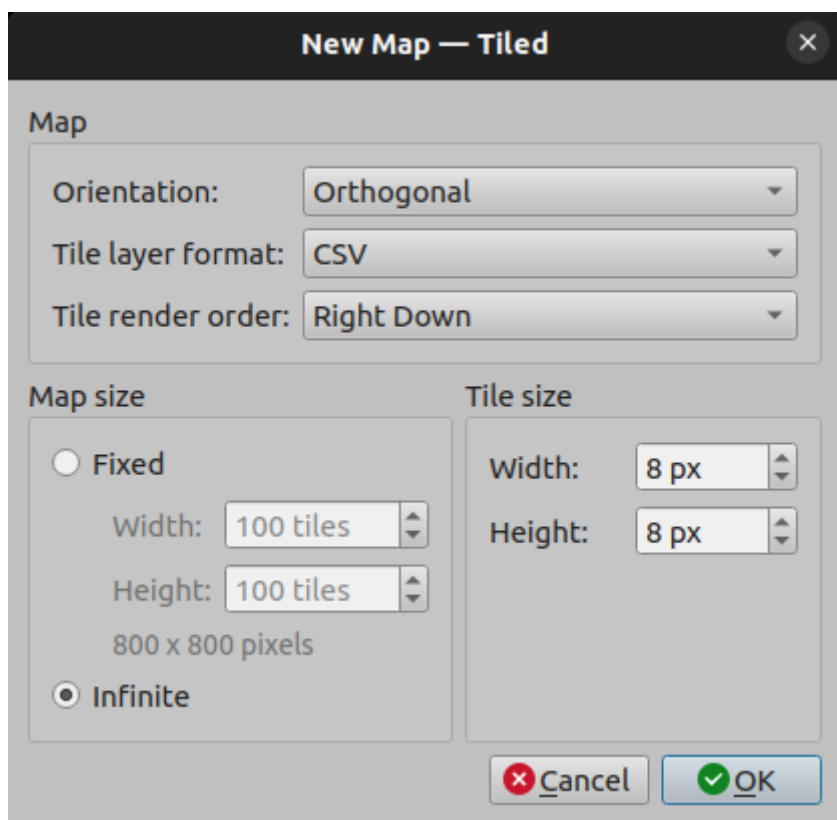 New Map — Tiled
Map
Orientation: Orthogonal
Tile layer format: CSV
Tile render order: Right Down
Map size
Fixed
Width: 100 tiles
Height: 100 tiles
800 x 800 pixels
Infinite
Tile size
Width: 8 px
Height: 8 px
Cancel OK